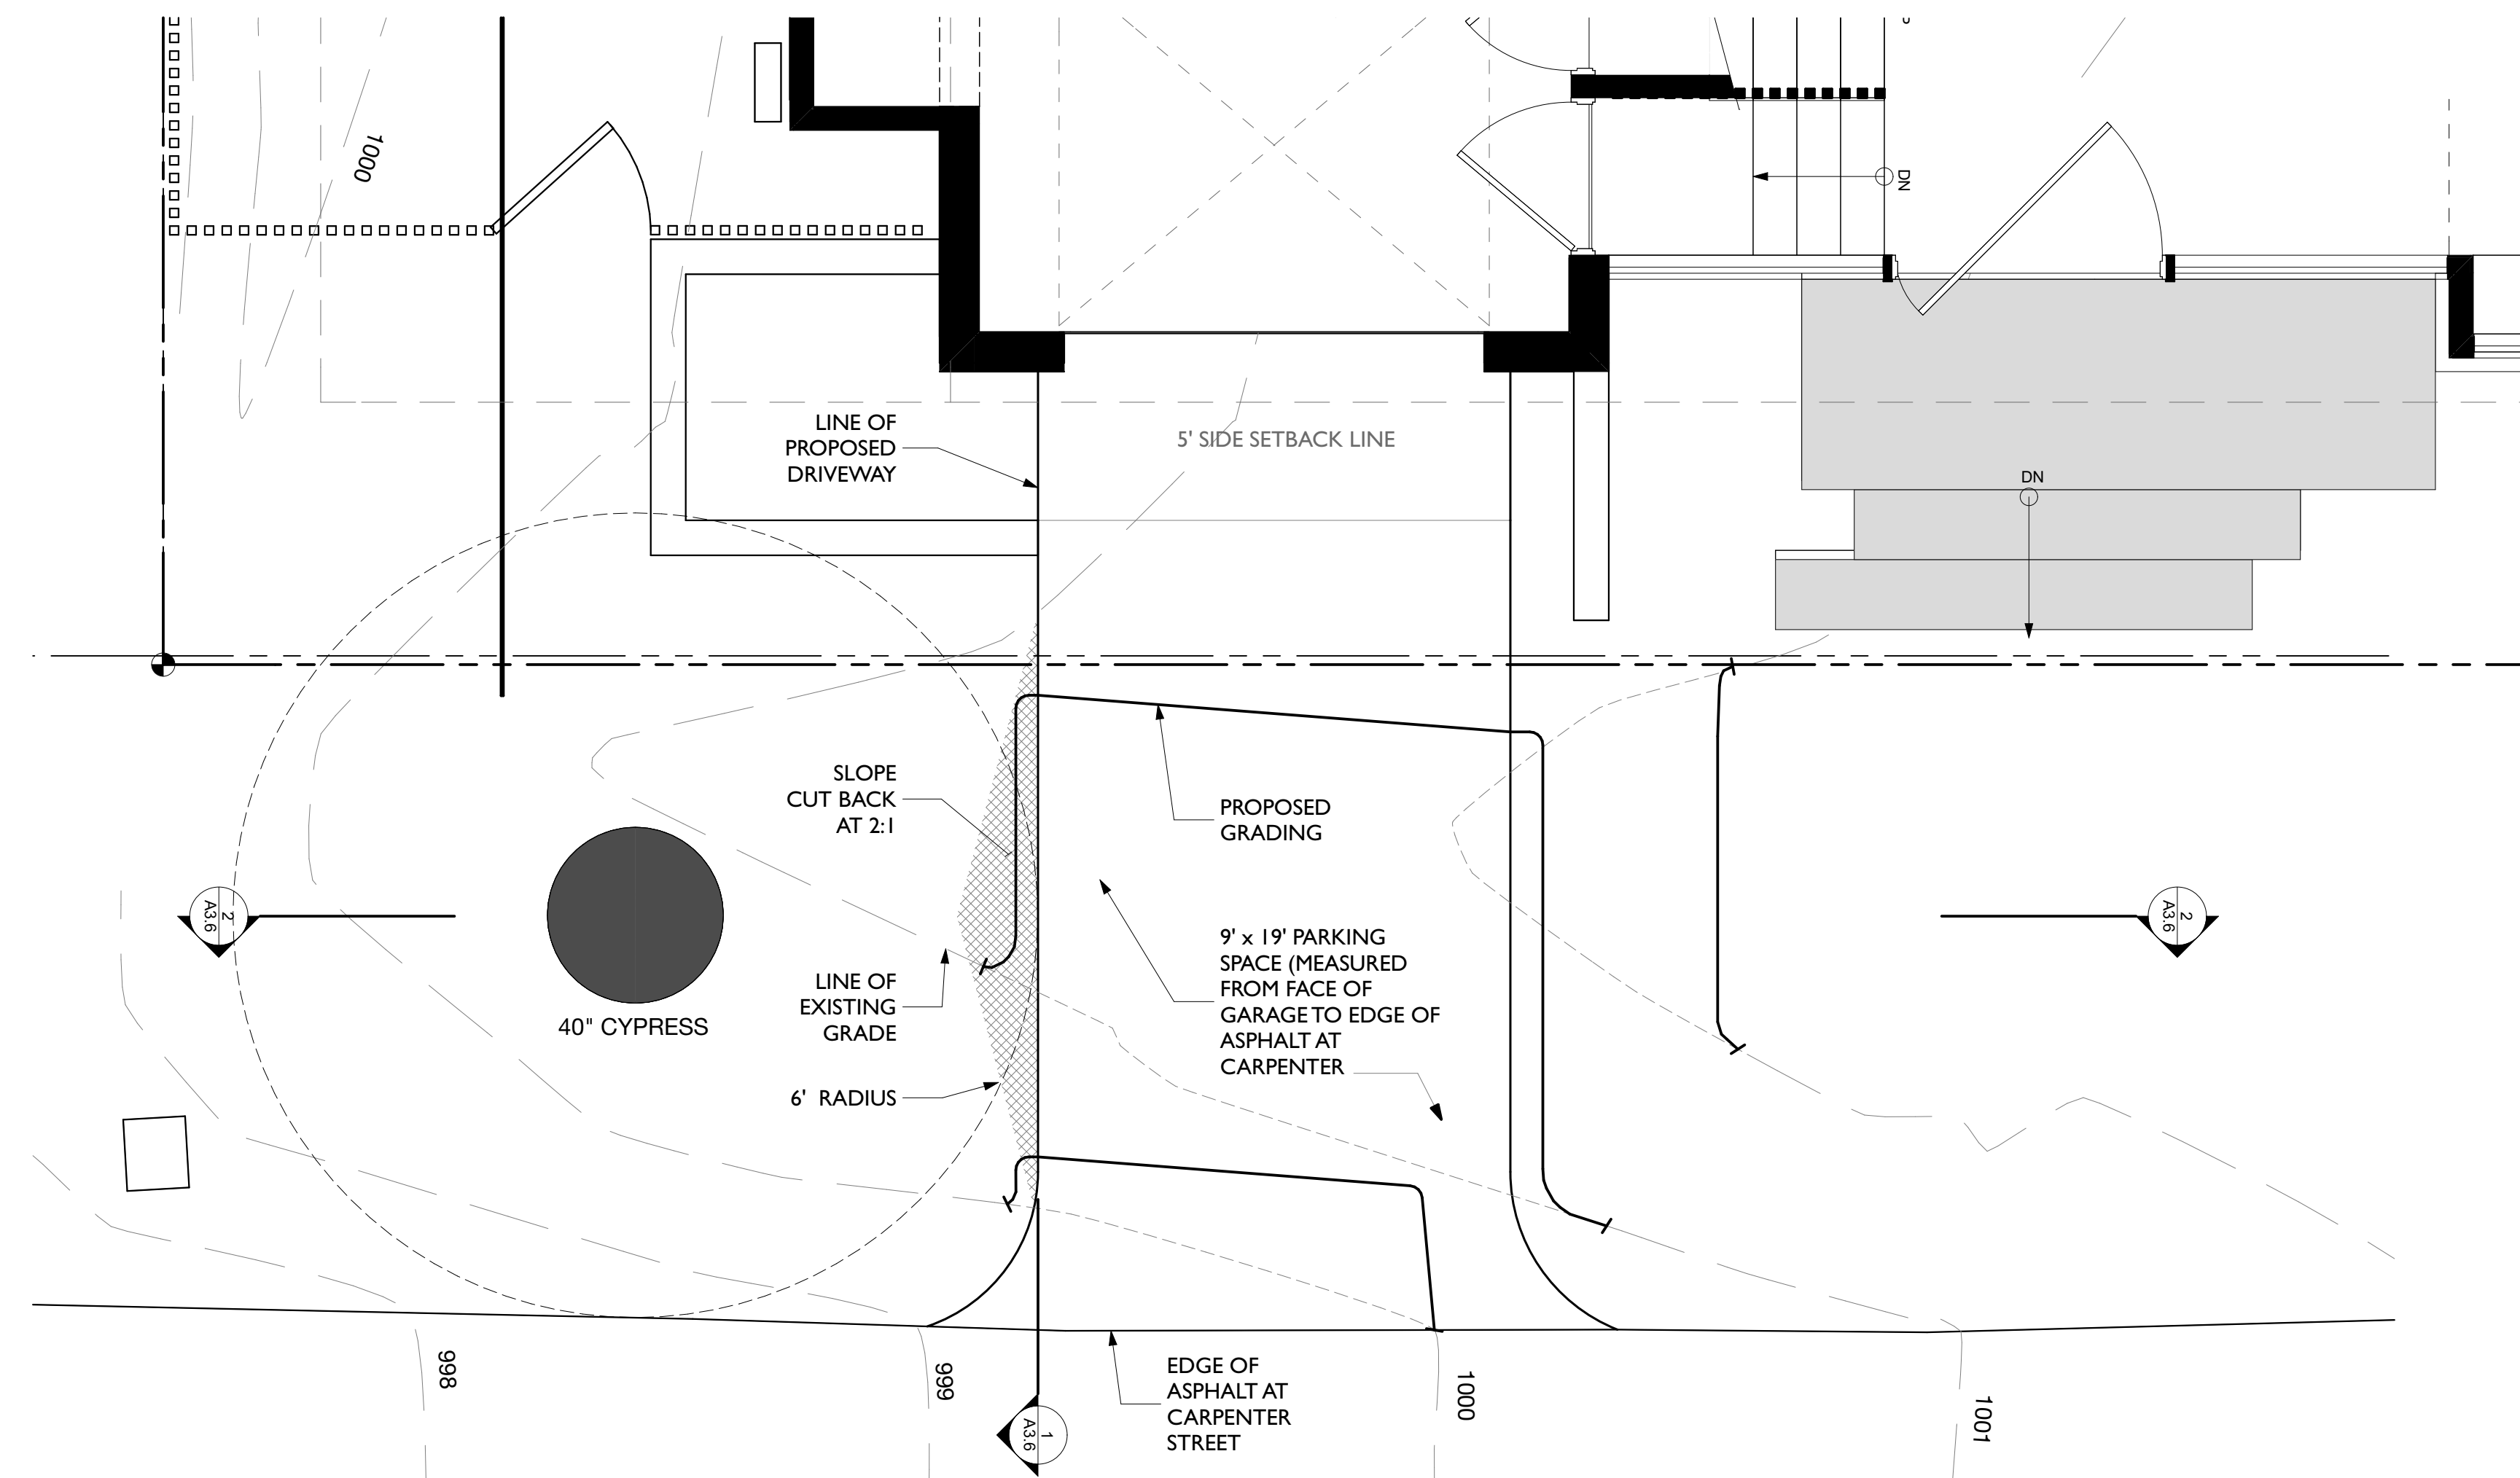 1000
DN
LINE OF
PROPOSED
DRIVEWAY
5' SIDE SETBACK LINE
DN
SLOPE
CUT BACK
AT 2:1
PROPOSED
GRADING
2
A3.6
2
A3.6
9' x 19' PARKING
SPACE (MEASURED
FROM FACE OF
GARAGE TO EDGE OF
ASPHALT AT
CARPENTER
LINE OF
EXISTING
GRADE
40" CYPRESS
6' RADIUS
998
999
1000
1001
EDGE OF
ASPHALT AT
CARPENTER
STREET
1
A3.6